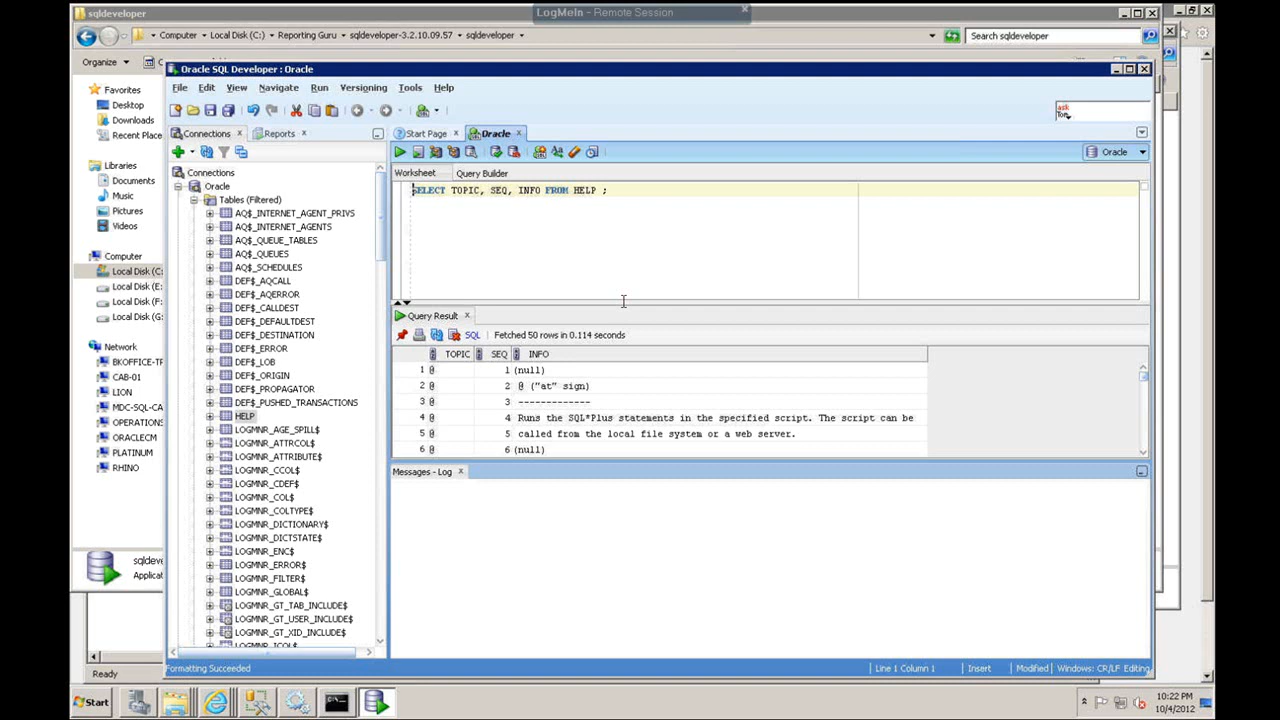 sqldeveloper
LogMeIn - Remote Session
Computer
Local Disk (C:)
Reporting Guru
sqldeveloper-3.2.10.09.57
sqldeveloper
Search sqldeveloper
Organize
Oracle SQL Developer : Oracle
File Edit View Navigate Run Versioning Tools Help
Favorites
Desktop
Downloads
Recent Place
Libraries
Documents
Music
Pictures
Videos
Computer
Local Disk (C:
Local Disk (E:
Local Disk (F:
Local Disk (G:
Network
BKOFFICE-TF
CAB-01
LION
MDC-SQL-CA
OPERATIONS
ORACLECM
PLATINUM
RHINO
sqldeve
Applicat
Ready
Connections
Reports
Connections
Oracle
Tables (Filtered)
AQ$_INTERNET_AGENT_PRIVS
AQ$_INTERNET_AGENTS
AQ$_QUEUE_TABLES
AQ$_QUEUES
AQ$_SCHEDULES
DEF$_AQCALL
DEF$_AQERROR
DEF$_CALLDEST
DEF$_DEFAULTDEST
DEF$_DESTINATION
DEF$_ERROR
DEF$_LOB
DEF$_ORIGIN
DEF$_PROPAGATOR
DEF$_PUSHED_TRANSACTIONS
HELP
LOGMNR_AGE_SPILL$
LOGMNR_ATTRCOL$
LOGMNR_ATTRIBUTE$
LOGMNR_CCOL$
LOGMNR_CDEF$
LOGMNR_COL$
LOGMNR_COLTYPE$
LOGMNR_DICTIONARY$
LOGMNR_DICTSTATE$
LOGMNR_ENC$
LOGMNR_ERROR$
LOGMNR_FILTER$
LOGMNR_GLOBAL$
LOGMNR_GT_TAB_INCLUDE$
LOGMNR_GT_USER_INCLUDE$
LOGMNR_GT_XID_INCLUDE$
LOGMNR_ICOL$
Start Page
Oracle
ask
Tom
Oracle
Worksheet Query Builder
SELECT TOPIC, SEQ, INFO FROM HELP ;
Query Result
SQL Fetched 50 rows in 0.114 seconds
TOPIC SEQ INFO
1 @ 1 (null)
2 @ 2 @ ("at" sign)
3 @ 3 -------------
4 @ 4 Runs the SQL*Plus statements in the specified script. The script can be
5 @ 5 called from the local file system or a web server.
6 @ 6 (null)
Messages - Log
Formatting Succeeded
Line 1 Column 1
Insert
Modified
Windows: CR/LF
Editing
Start
10:22 PM
10/4/2012